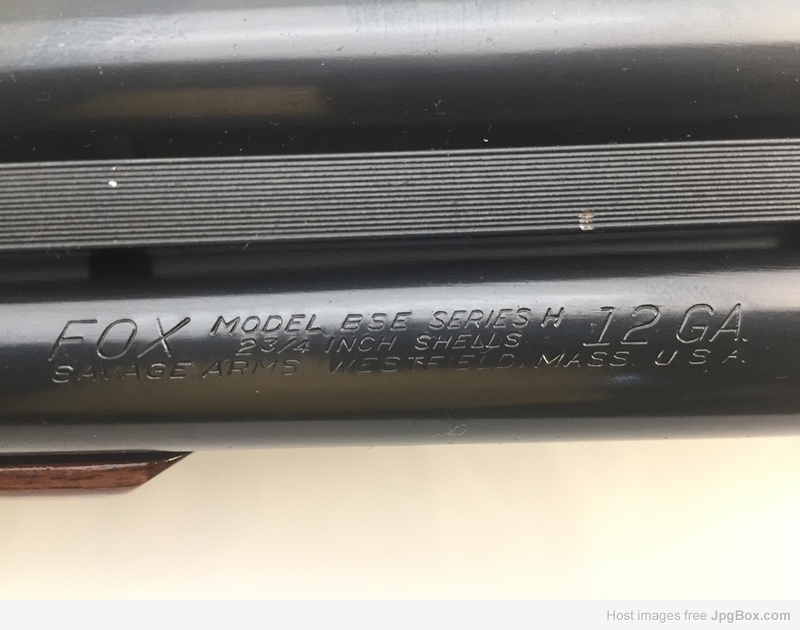 FOX MODEL BSE SERIES H 12 GA.
2 3/4 INCH SHELLS
SAVAGE ARMS WESTFIELD, MASS. U.S.A.
Host images free JpgBox.com